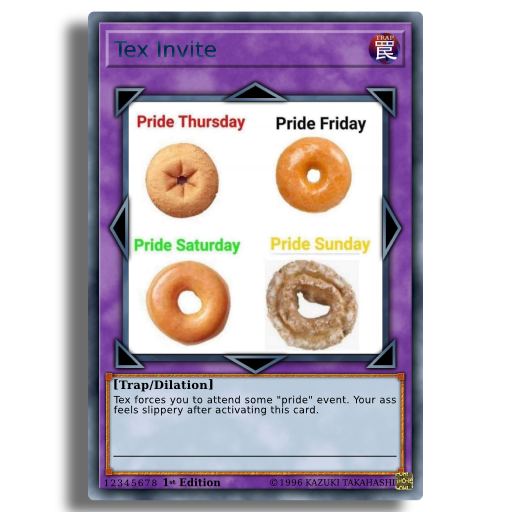 Tex Invite
TRAP
罠
Pride Thursday
Pride Friday
Pride Saturday
Pride Sunday
[Trap/Dilation]
Tex forces you to attend some "pride" event. Your ass
feels slippery after activating this card.
12345678 1st Edition ©1996 KAZUKI TAKAHASHI